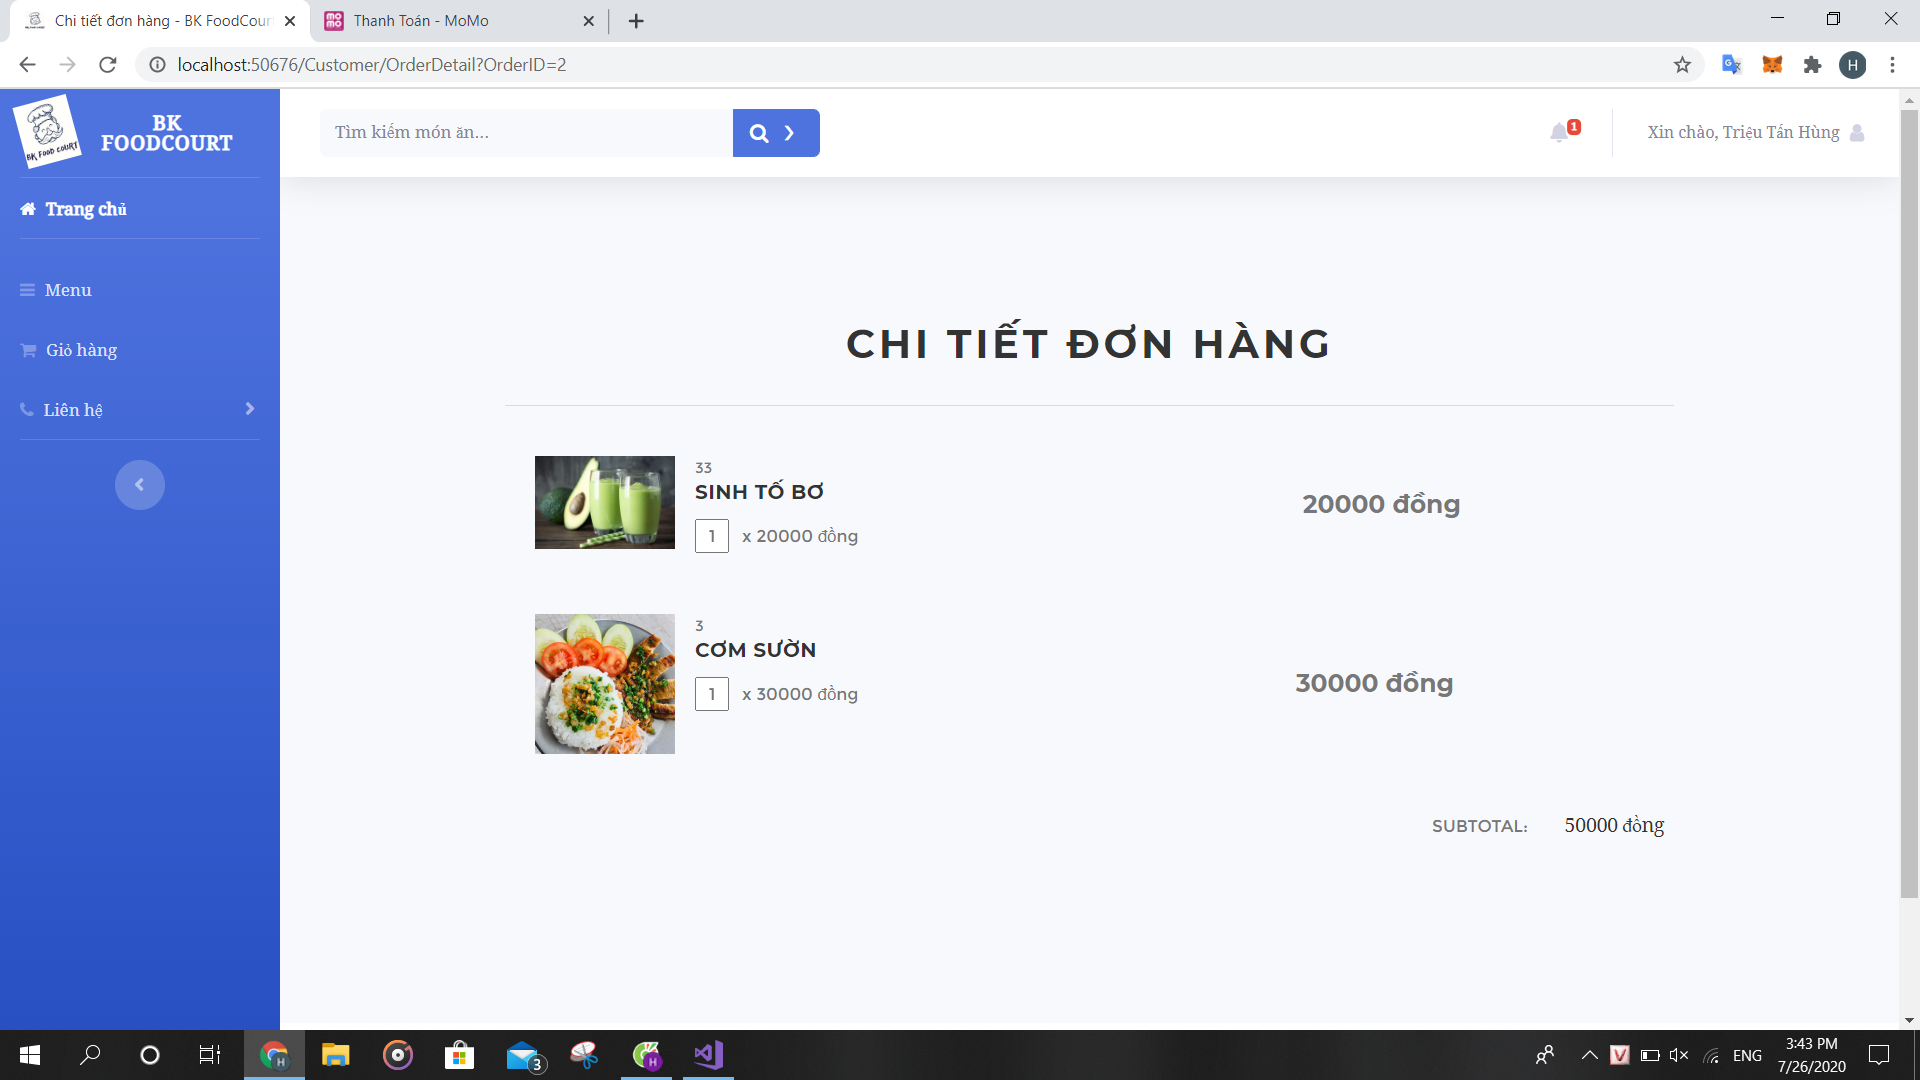 Chi tiết đơn hàng - BK FoodCour
Thanh Toán - MoMo
localhost:50676/Customer/OrderDetail?OrderID=2
H
BK FOOD COURT
BK
FOODCOURT
Tìm kiếm món ăn...
1
Xin chào, Triệu Tấn Hùng
Trang chủ
Menu
Giỏ hàng
Liên hệ
CHI TIẾT ĐƠN HÀNG
33
SINH TỐ BƠ
1 x 20000 đồng
20000 đồng
3
CƠM SƯỜN
1 x 30000 đồng
30000 đồng
SUBTOTAL: 50000 đồng
3
ENG
3:43 PM
7/26/2020